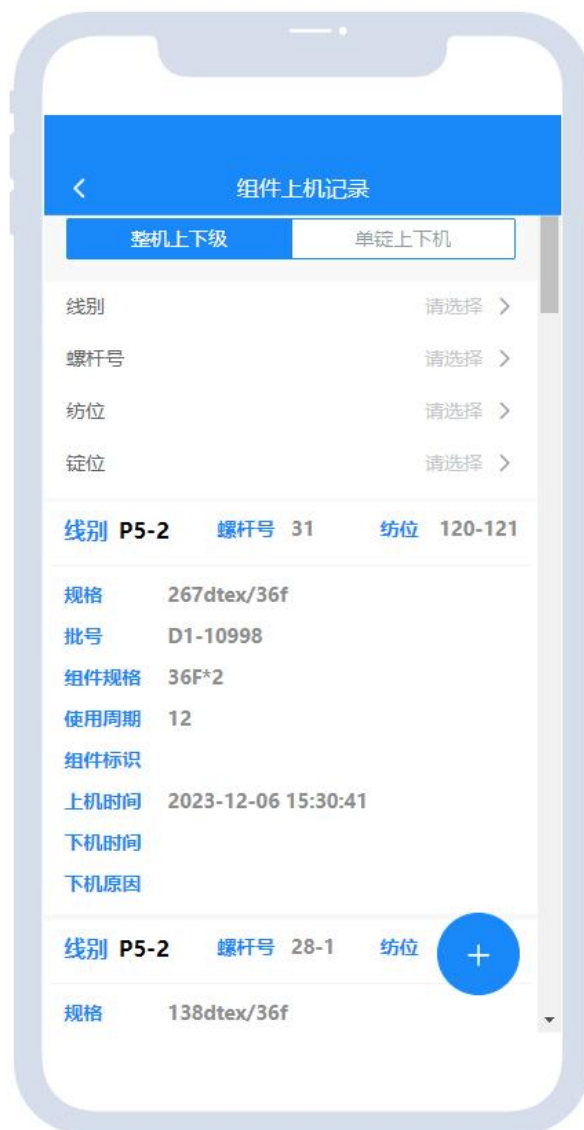 组件上机记录
整机上下级 单锭上下机
线别 请选择
螺杆号 请选择
纺位 请选择
锭位 请选择
线别 P5-2 螺杆号 31 纺位 120-121
规格 267dtex/36f
批号 D1-10998
组件规格 36F*2
使用周期 12
组件标识
上机时间 2023-12-06 15:30:41
下机时间
下机原因
线别 P5-2 螺杆号 28-1 纺位
规格 138dtex/36f